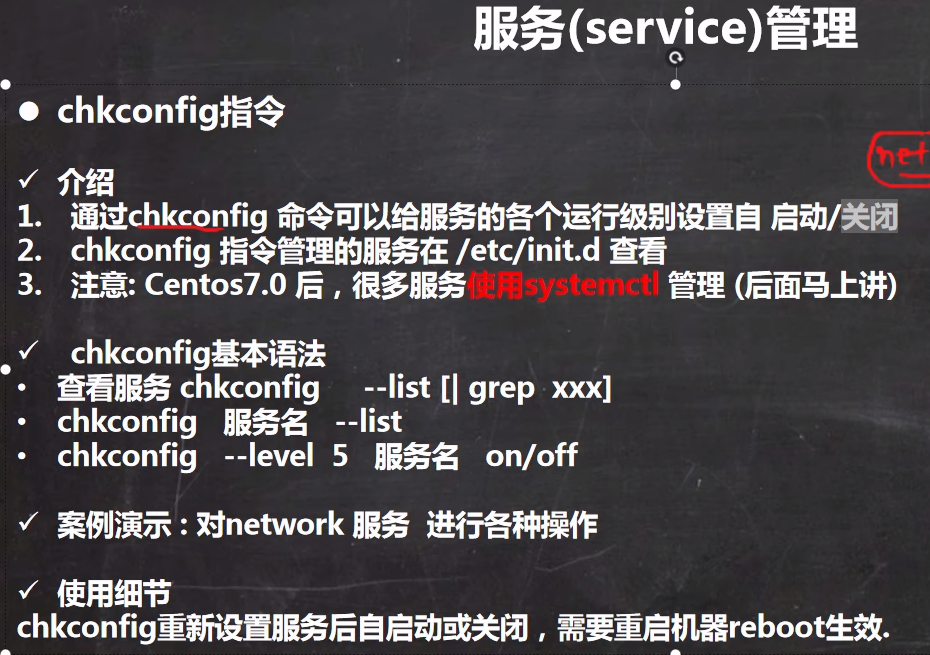 服务(service)管理
● chkconfig指令
net
✓ 介绍
1. 通过chkconfig 命令可以给服务的各个运行级别设置自 启动/关闭
2. chkconfig 指令管理的服务在 /etc/init.d 查看
3. 注意: Centos7.0 后，很多服务使用systemctl 管理 (后面马上讲)
✓ chkconfig基本语法
• 查看服务 chkconfig --list [| grep xxx]
• chkconfig 服务名 --list
• chkconfig --level 5 服务名 on/off
✓ 案例演示 : 对network 服务 进行各种操作
✓ 使用细节
chkconfig重新设置服务后自启动或关闭，需要重启机器reboot生效.